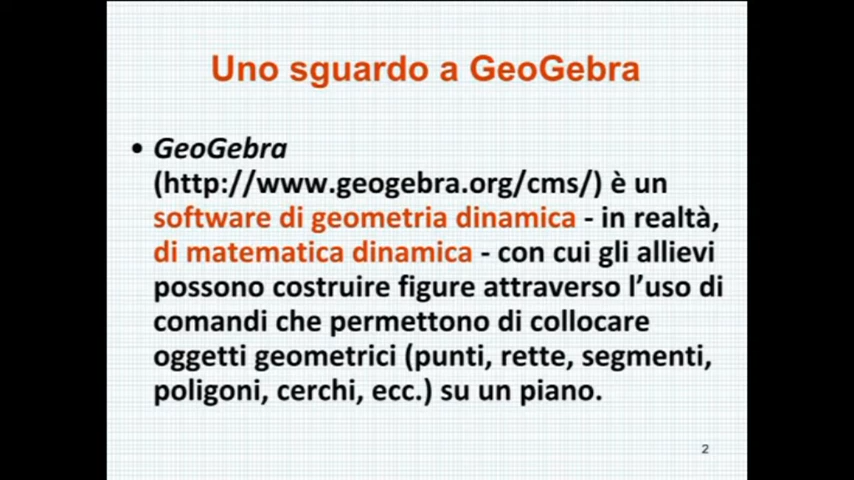 Uno sguardo a GeoGebra
• GeoGebra
(http://www.geogebra.org/cms/) è un
software di geometria dinamica - in realtà,
di matematica dinamica - con cui gli allievi
possono costruire figure attraverso l’uso di
comandi che permettono di collocare
oggetti geometrici (punti, rette, segmenti,
poligoni, cerchi, ecc.) su un piano.
2